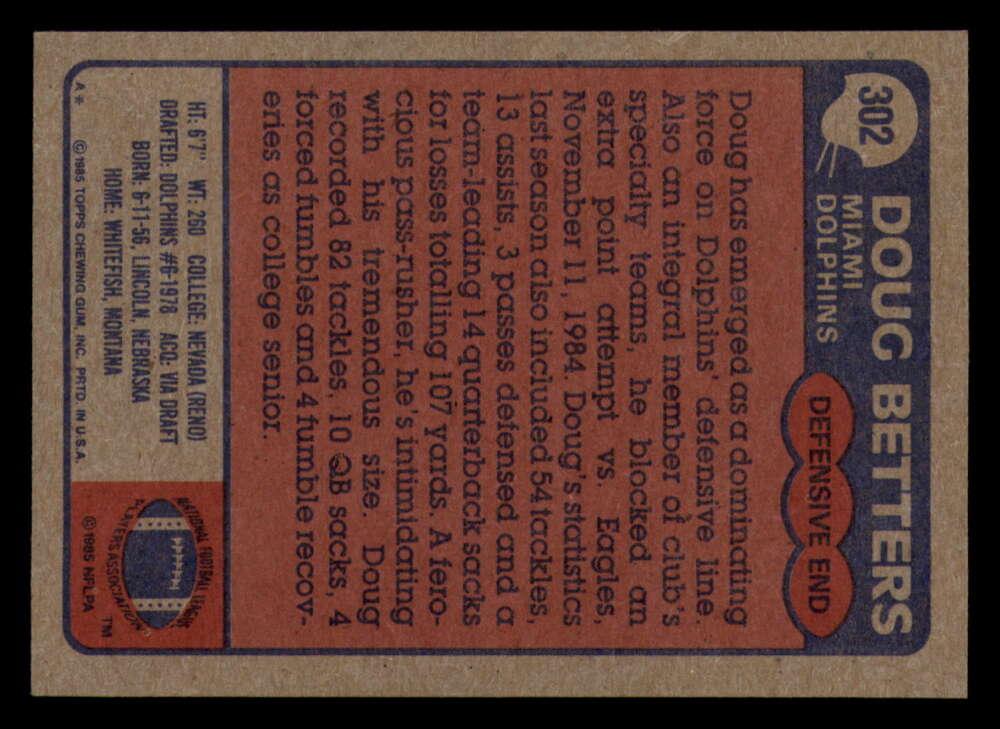 302
DOUG BETTERS
MIAMI
DOLPHINS
DEFENSIVE END
Doug has emerged as a dominating
force on Dolphins' defensive line.
Also an integral member of club's
specialty teams, he blocked an
extra point attempt vs. Eagles,
November 11, 1984. Doug's statistics
last season also included 54 tackles,
13 assists, 3 passes defensed and a
team-leading 14 quarterback sacks
for losses totalling 107 yards. A fero-
cious pass-rusher, he's intimidating
with his tremendous size. Doug
recorded 82 tackles, 10 QB sacks, 4
forced fumbles and 4 fumble recov-
eries as college senior.
HT: 6'7" WT: 260 COLLEGE: NEVADA (RENO)
DRAFTED: DOLPHINS #6-1978 ACQ: VIA DRAFT
BORN: 6-11-56, LINCOLN, NEBRASKA
HOME: WHITEFISH, MONTANA
A* © 1985 TOPPS CHEWING GUM, INC. PRTD. IN U.S.A.
NATIONAL FOOTBALL LEAGUE
PLAYERS ASSOCIATION
© 1985 NFLPA TM